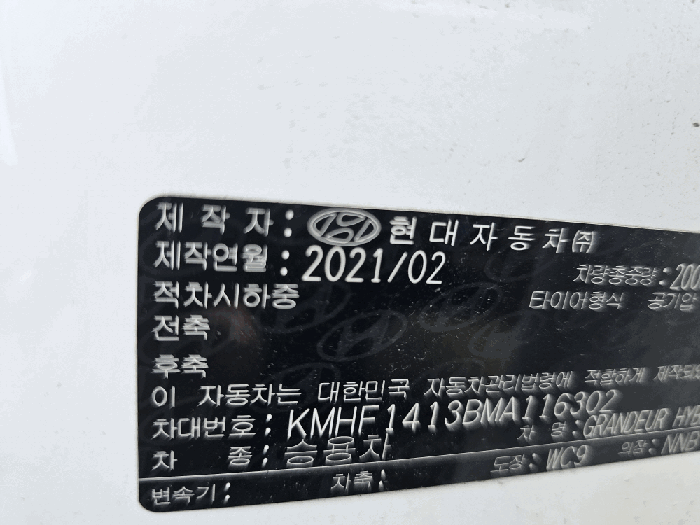 제 작 자 : 현대자동차㈜
제작연월 : 2021/02 차량총중량 : 200
적차시하중 타이어형식 공기압
전축
후축
이 자동차는 대한민국 자동차관리법령에 적합하게 제작되었
차대번호 : KMHF1413BMA116302
차 명 : GRANDEUR
차 종 : 승용차
도장 : WC9 의장 : NN
변속기 : 차축 :